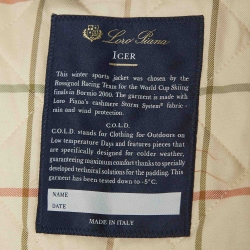 Loro Piana
ICER
This winter sports jacket was chosen by the
Rossignol Racing Team for the World Cup Skiing
finals in Bormio 2000. The garment is made with
Loro Piana's cashmere Storm System® fabric -
rain and wind protection.
C.O.L.D.
C.O.L.D. stands for Clothing for Outdoors on
Low temperature Days and features pieces that
are specifically designed for colder weather,
guaranteeing maximum comfort thanks to specially
developed technical solutions for the padding. This
garment has been tested down to -5°C.
NAME
DATE
MADE IN ITALY